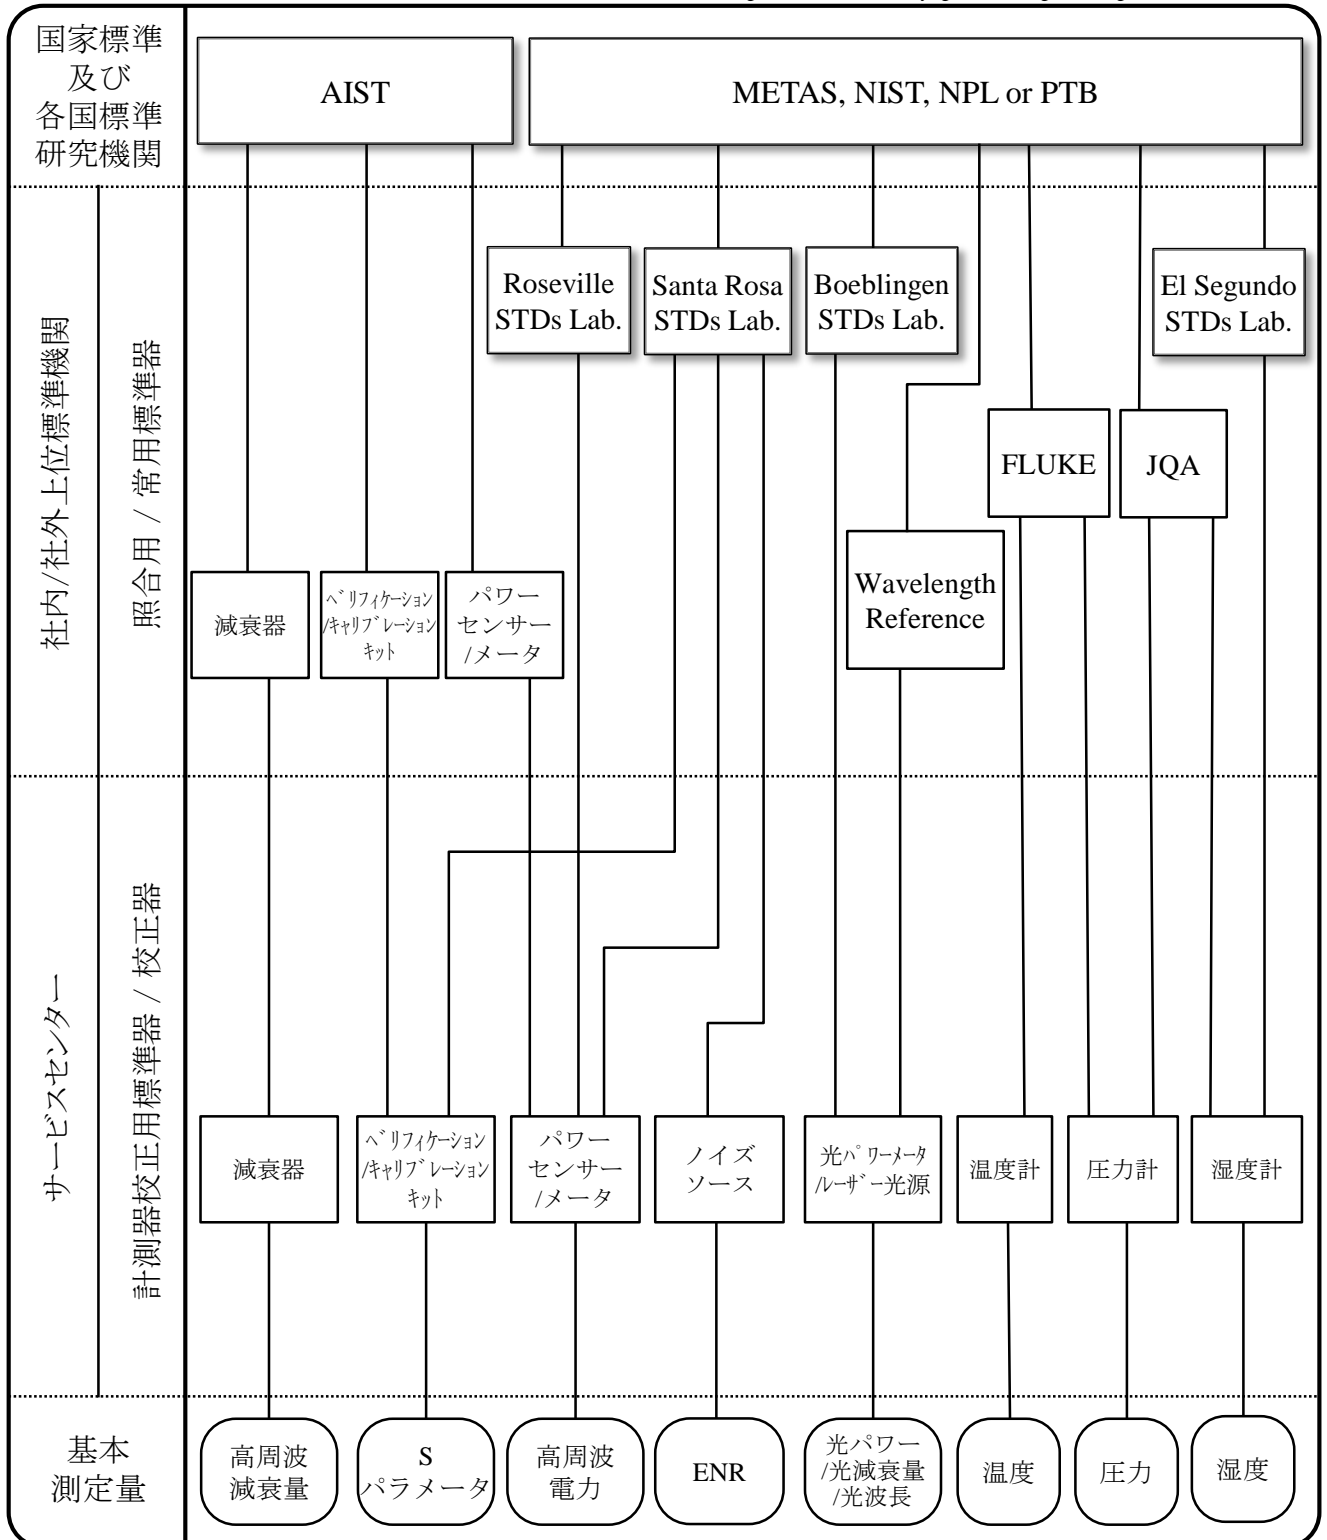 国家標準
及び
各国標準
研究機関
AIST
METAS, NIST, NPL or PTB
社内/社外上位標準機関
照合用 / 常用標準器
Roseville
STDs Lab.
Santa Rosa
STDs Lab.
Boeblingen
STDs Lab.
El Segundo
STDs Lab.
FLUKE
JQA
Wavelength
Reference
減衰器
ﾍﾞﾘﾌｨｹｰｼｮﾝ
/ｷｬﾘﾌﾞﾚｰｼｮﾝ
ｷｯﾄ
パワー
センサー
/メータ
サービスセンター
計測器校正用標準器 / 校正器
減衰器
ﾍﾞﾘﾌｨｹｰｼｮﾝ
/ｷｬﾘﾌﾞﾚｰｼｮﾝ
ｷｯﾄ
パワー
センサー
/メータ
ノイズ
ソース
光ﾊﾟﾜｰﾒｰﾀ
/ﾚｰｻﾞｰ光源
温度計
圧力計
湿度計
基本
測定量
高周波
減衰量
S
パラメータ
高周波
電力
ENR
光パワー
/光減衰量
/光波長
温度
圧力
湿度